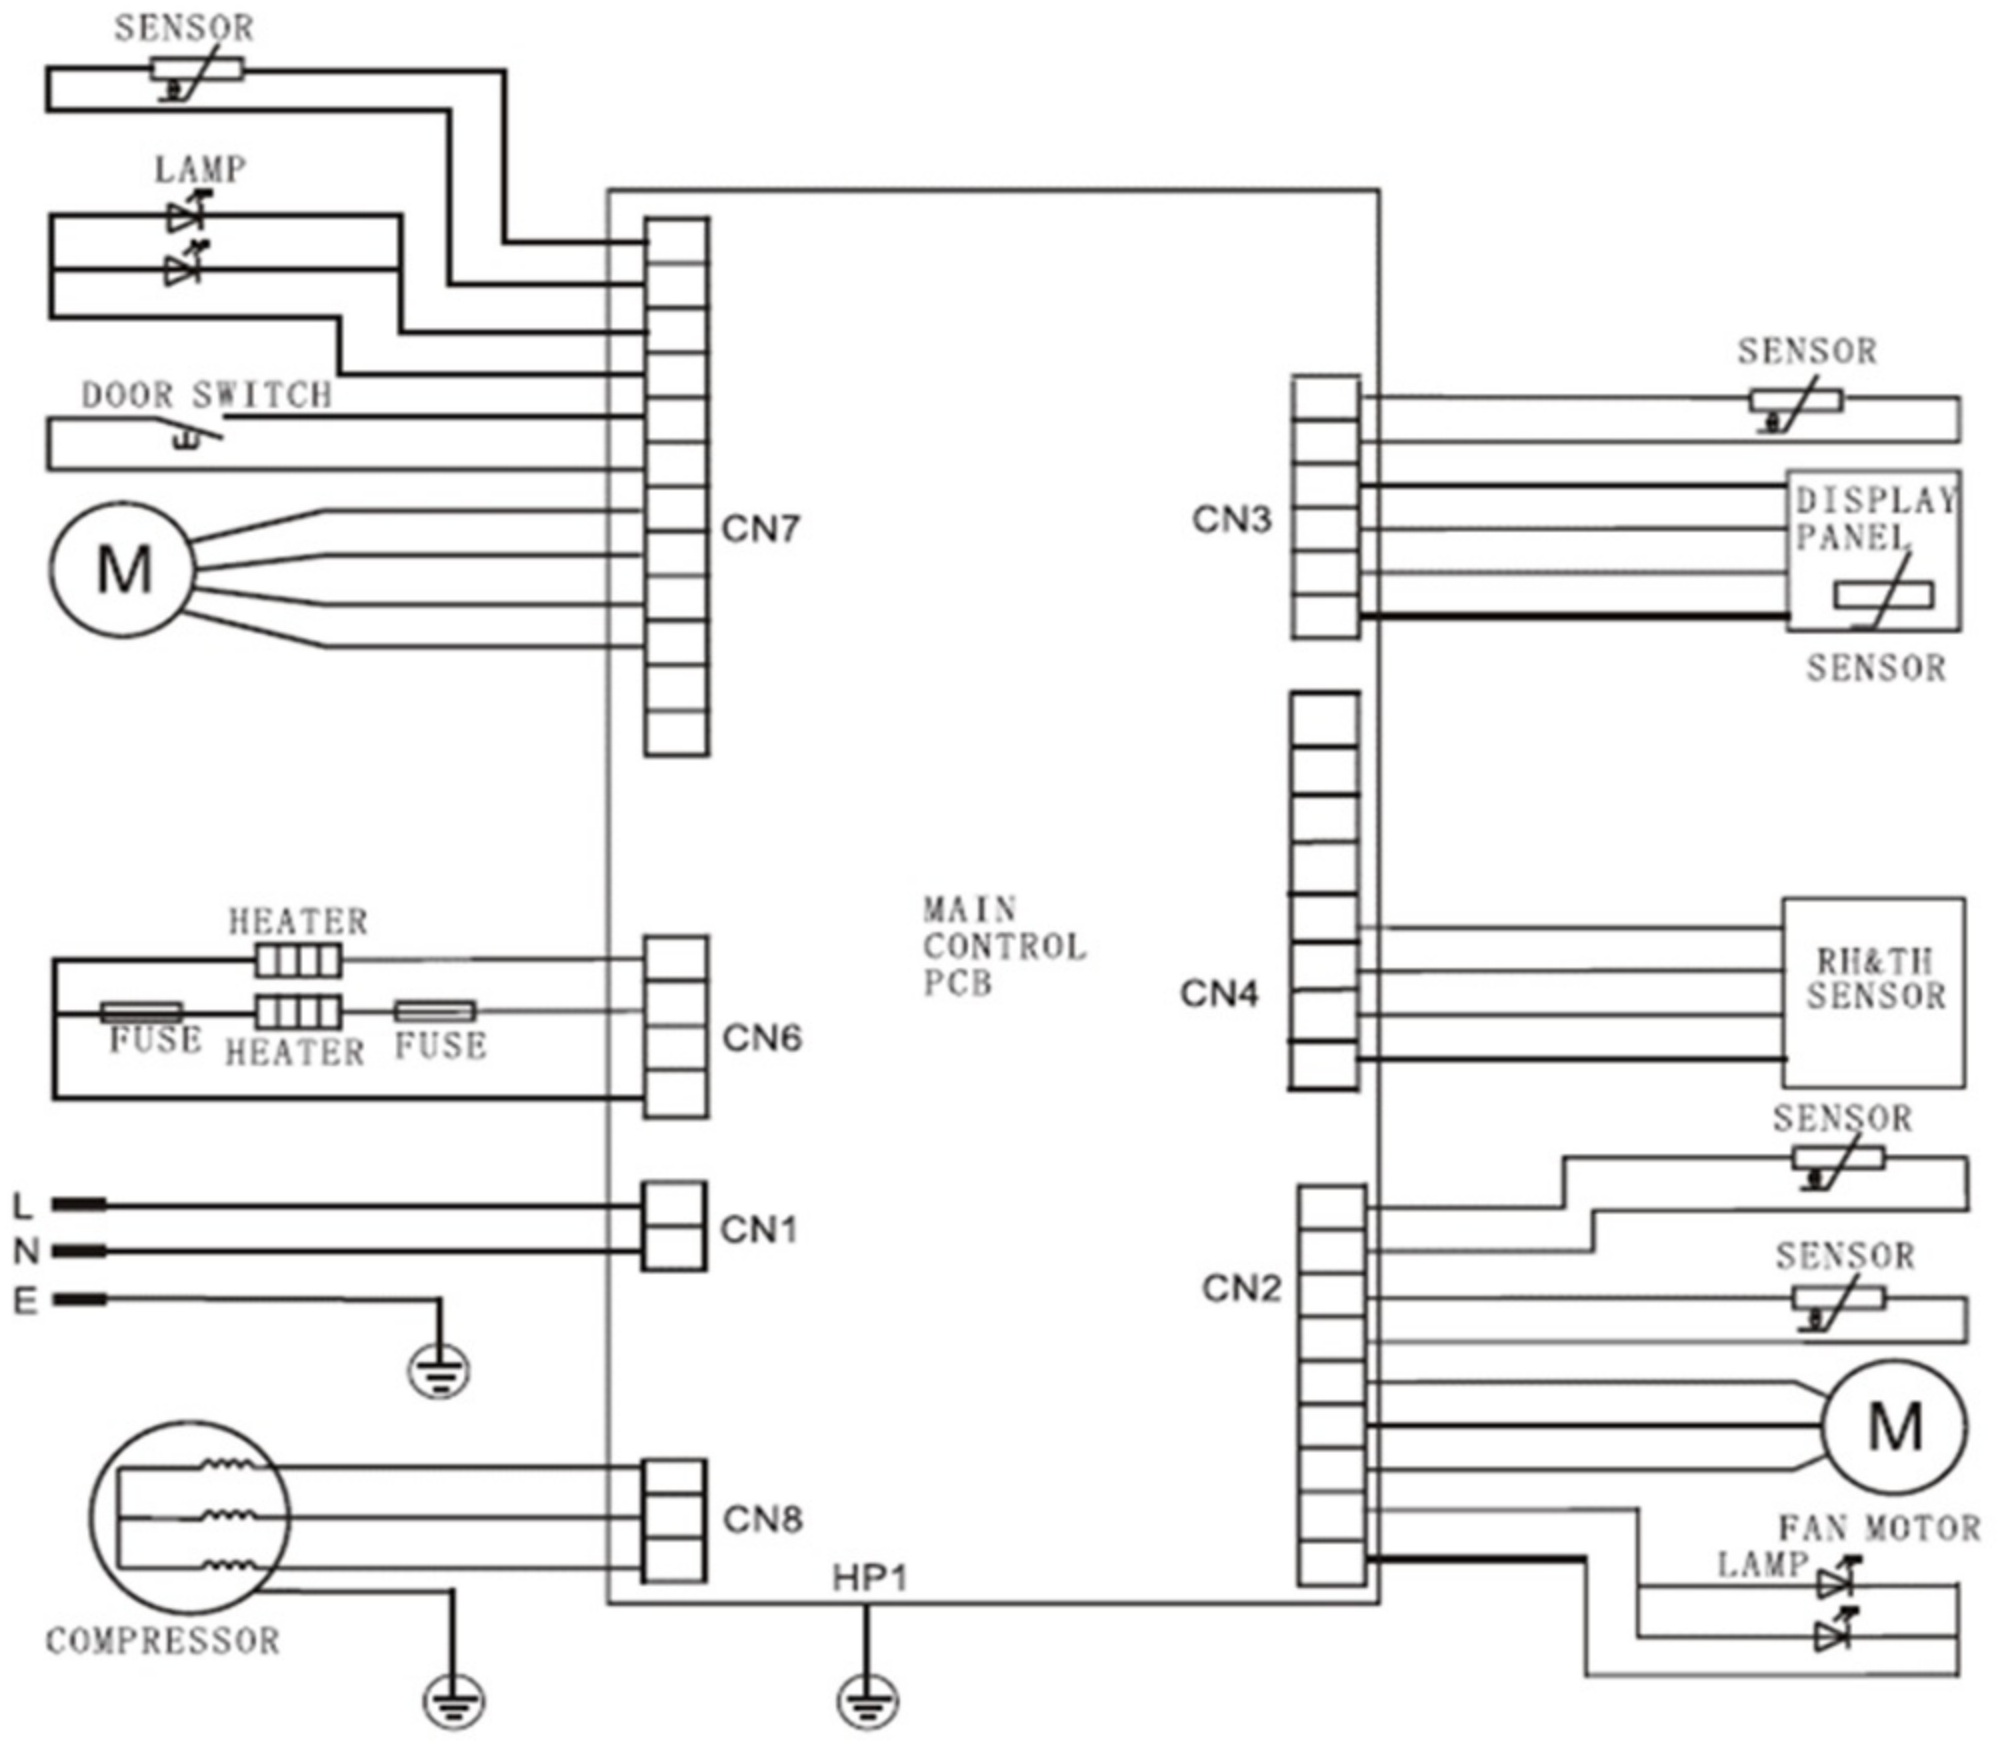 SENSOR
LAMP
DOOR SWITCH
M
CN7
HEATER
FUSE
HEATER
FUSE
CN6
L
N
E
CN1
CN8
COMPRESSOR
HP1
MAIN
CONTROL
PCB
SENSOR
CN3
DISPLAY
PANEL
SENSOR
CN4
RH&TH
SENSOR
SENSOR
SENSOR
CN2
M
FAN MOTOR
LAMP